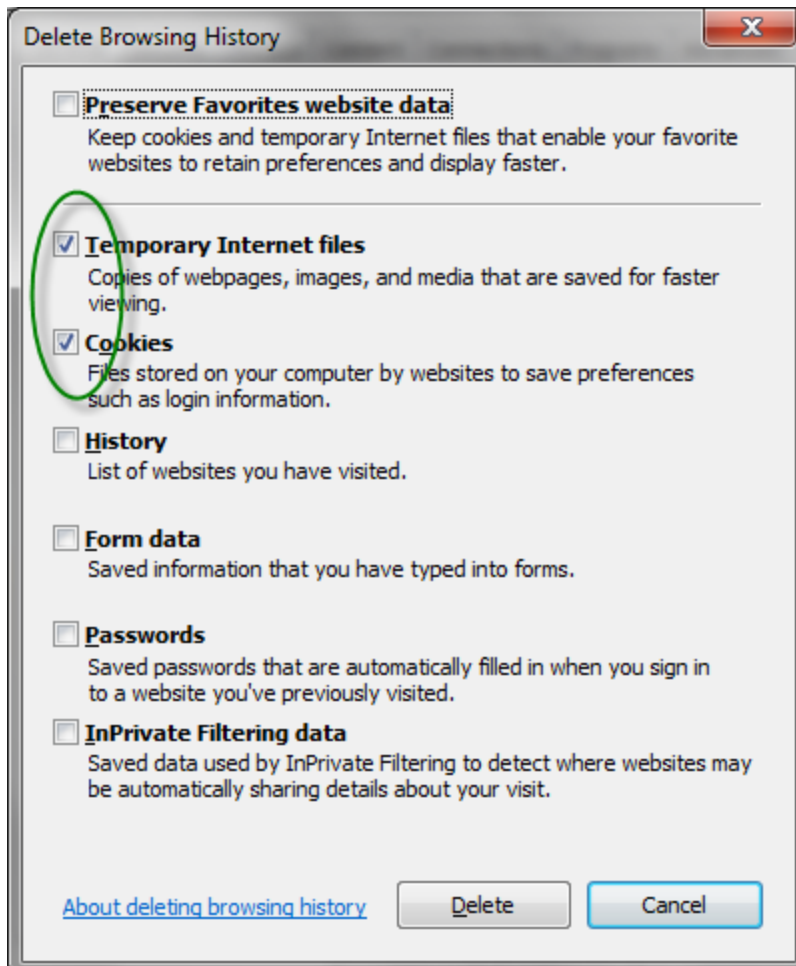 Delete Browsing History
Preserve Favorites website data
Keep cookies and temporary Internet files that enable your favorite
websites to retain preferences and display faster.
Temporary Internet files
Copies of webpages, images, and media that are saved for faster
viewing.
Cookies
Files stored on your computer by websites to save preferences
such as login information.
History
List of websites you have visited.
Form data
Saved information that you have typed into forms.
Passwords
Saved passwords that are automatically filled in when you sign in
to a website you've previously visited.
InPrivate Filtering data
Saved data used by InPrivate Filtering to detect where websites may
be automatically sharing details about your visit.
About deleting browsing history Delete Cancel